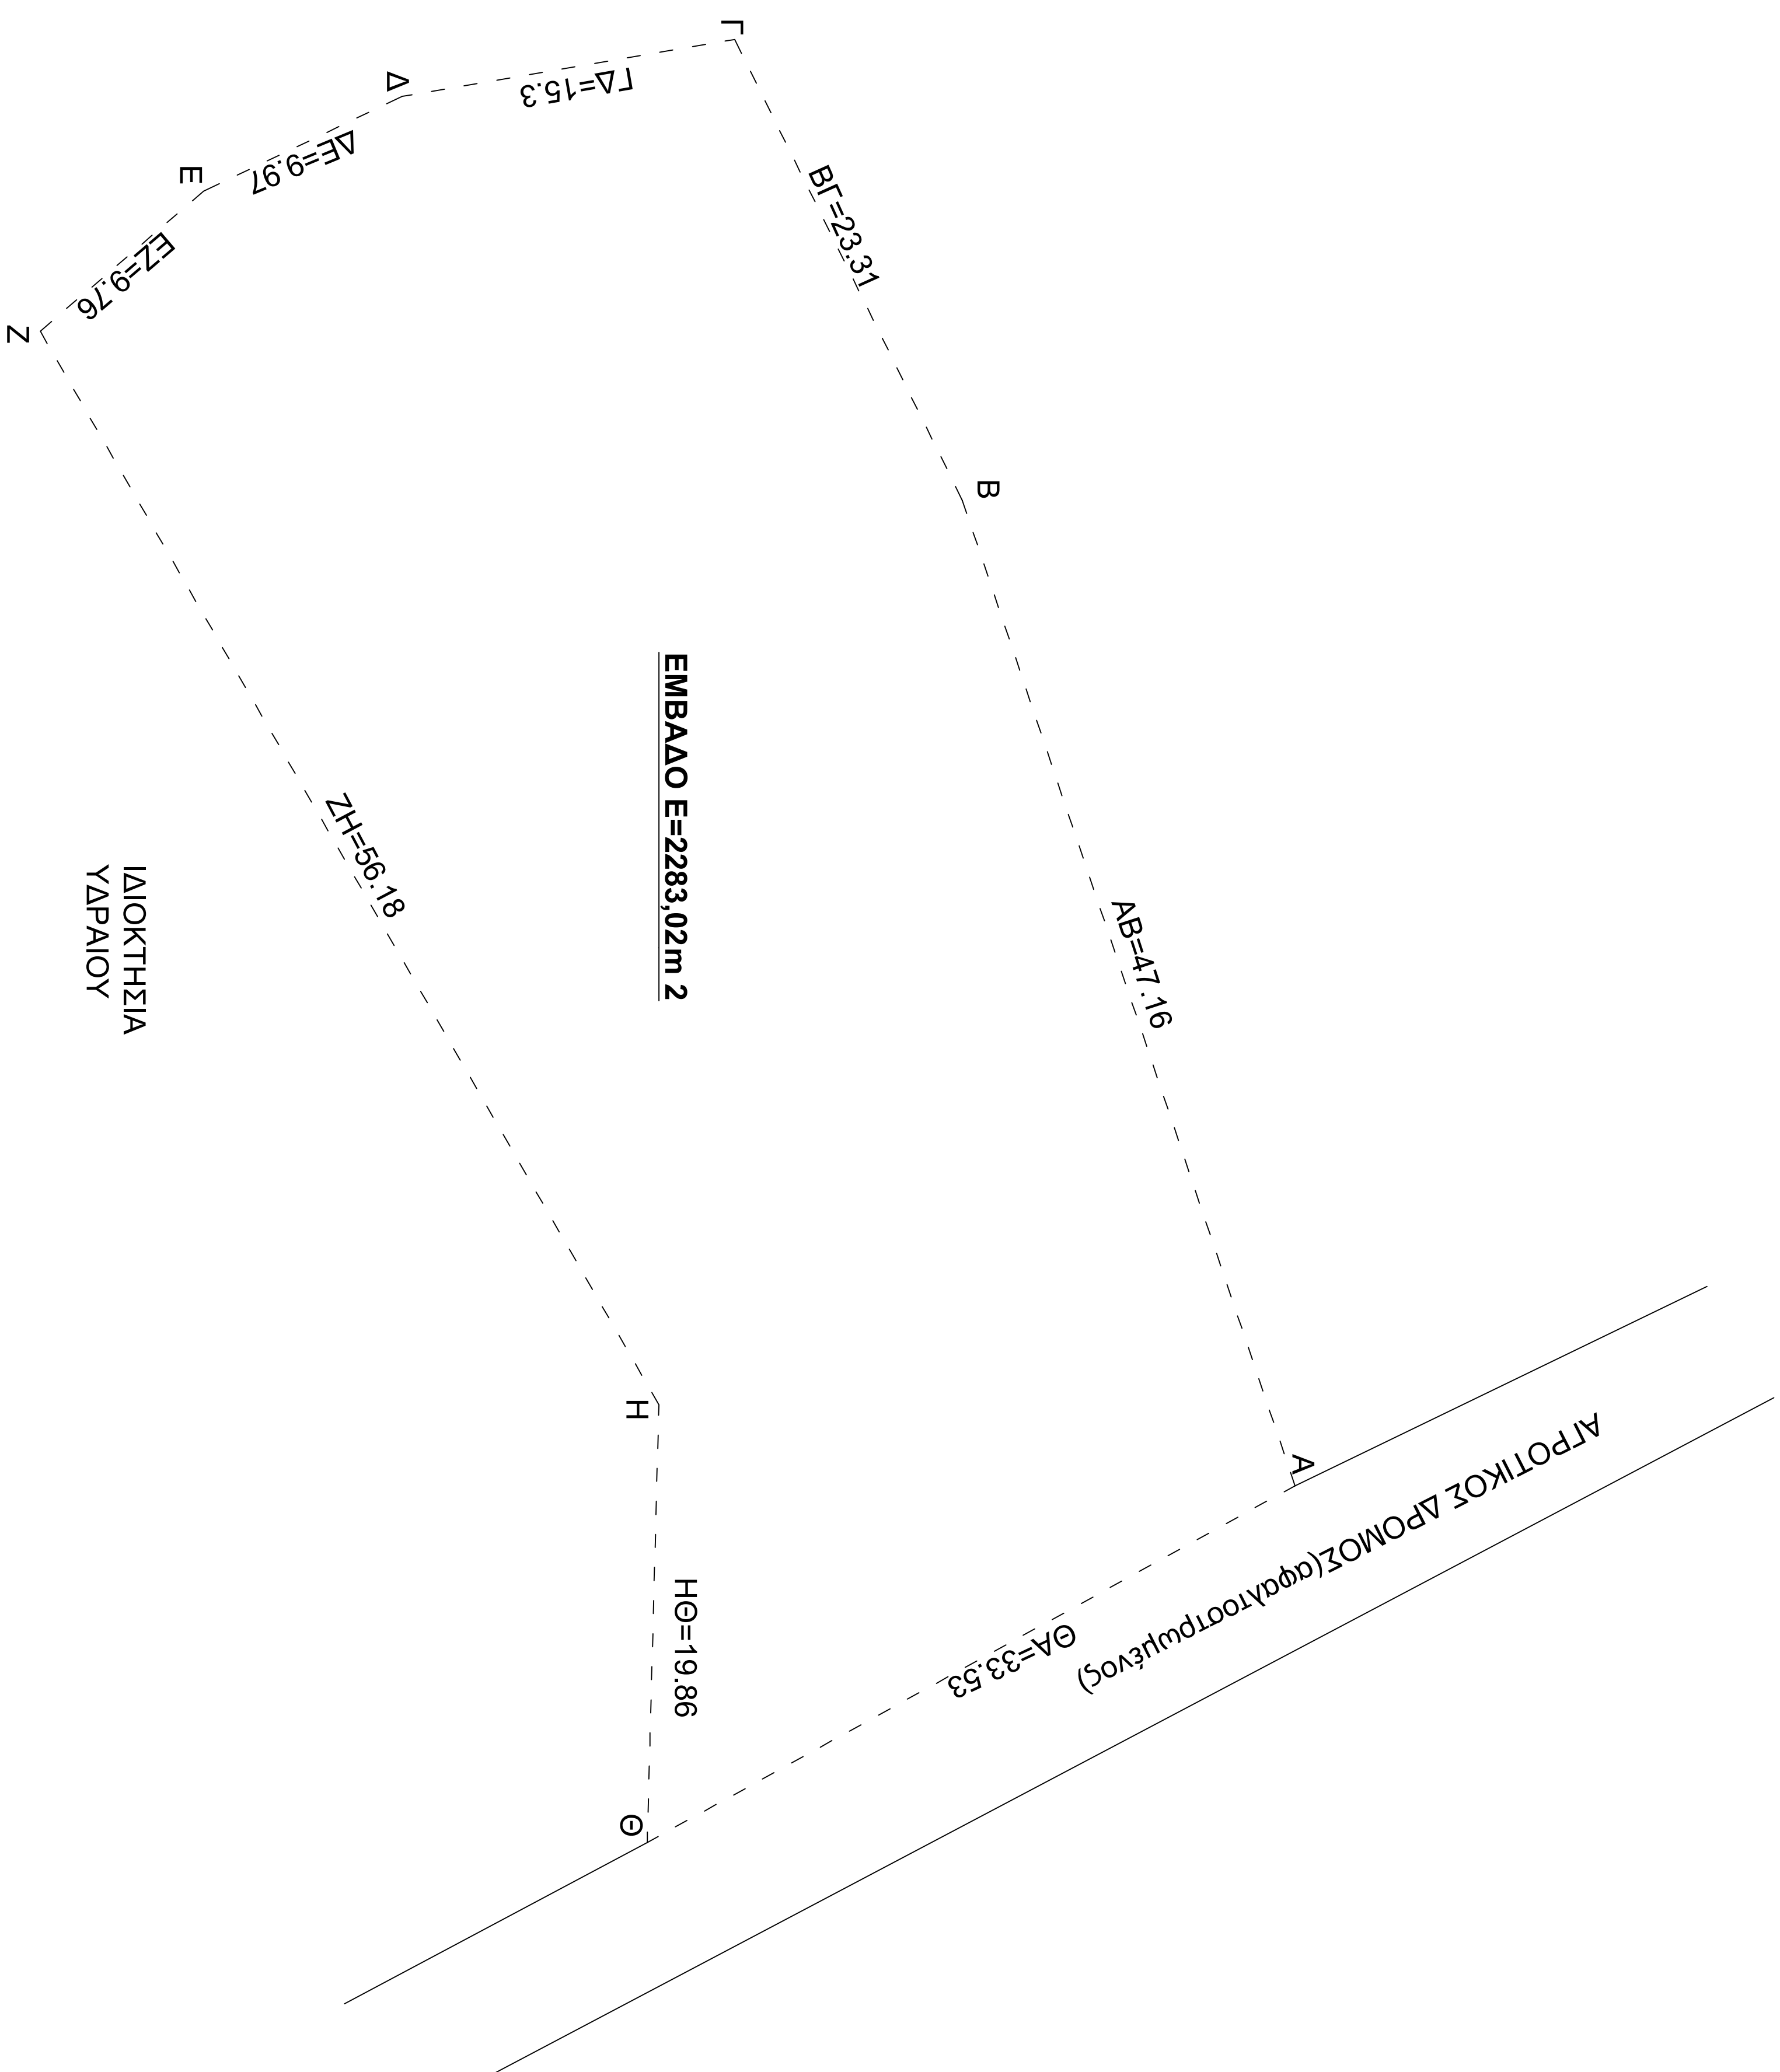 Γ
ΓΔ=15.3
Δ
ΔΕ=9.97
Ε
ΕΖ=9.76
Ζ
ΒΓ=23.31
Β
ΕΜΒΑΔΟ Ε=2283,02m 2
ΑΒ=47.16
ΖΗ=56.18
ΙΔΙΟΚΤΗΣΙΑ
ΥΔΡΑΙΟΥ
Η
Α
ΗΘ=19.86
ΘΑ=33.53
Θ
ΑΓΡΟΤΙΚΟΣ ΔΡΟΜΟΣ(αφαλτοστρωμένος)